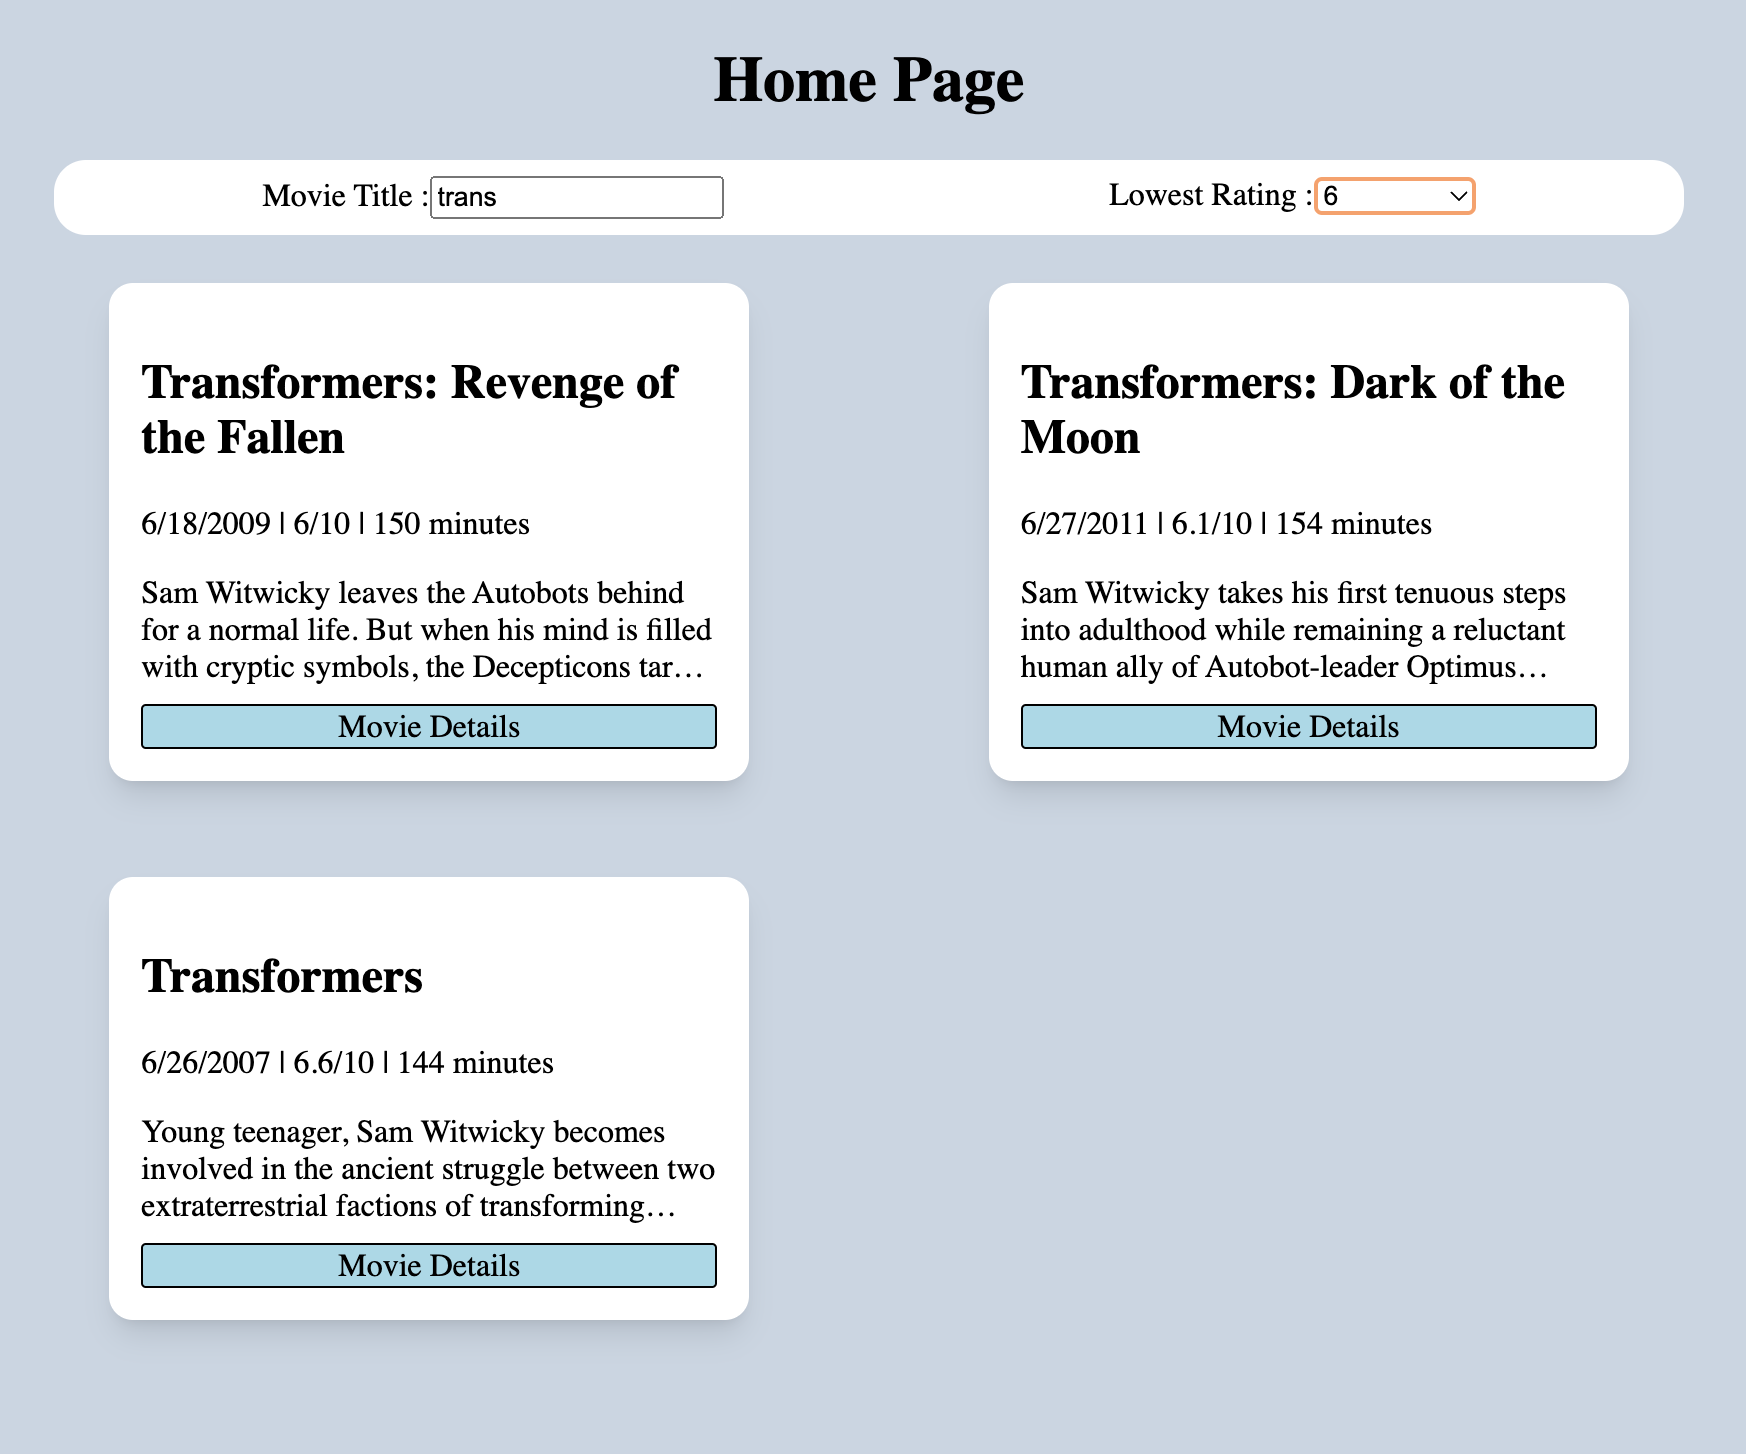 Home Page
Movie Title : trans
Lowest Rating : 6
Transformers: Revenge of
the Fallen
6/18/2009 | 6/10 | 150 minutes
Sam Witwicky leaves the Autobots behind
for a normal life. But when his mind is filled
with cryptic symbols, the Decepticons tar…
Movie Details
Transformers: Dark of the
Moon
6/27/2011 | 6.1/10 | 154 minutes
Sam Witwicky takes his first tenuous steps
into adulthood while remaining a reluctant
human ally of Autobot-leader Optimus…
Movie Details
Transformers
6/26/2007 | 6.6/10 | 144 minutes
Young teenager, Sam Witwicky becomes
involved in the ancient struggle between two
extraterrestrial factions of transforming…
Movie Details